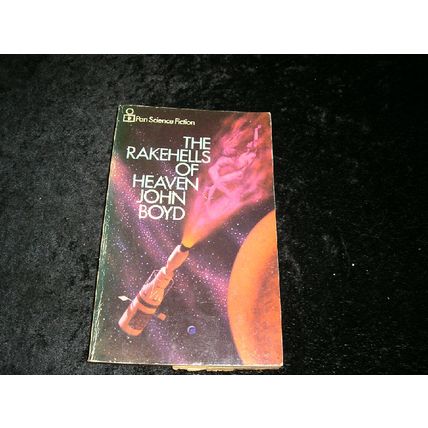 Pan Science Fiction
THE
RAKEHELLS
OF
HEAVEN
JOHN
BOYD